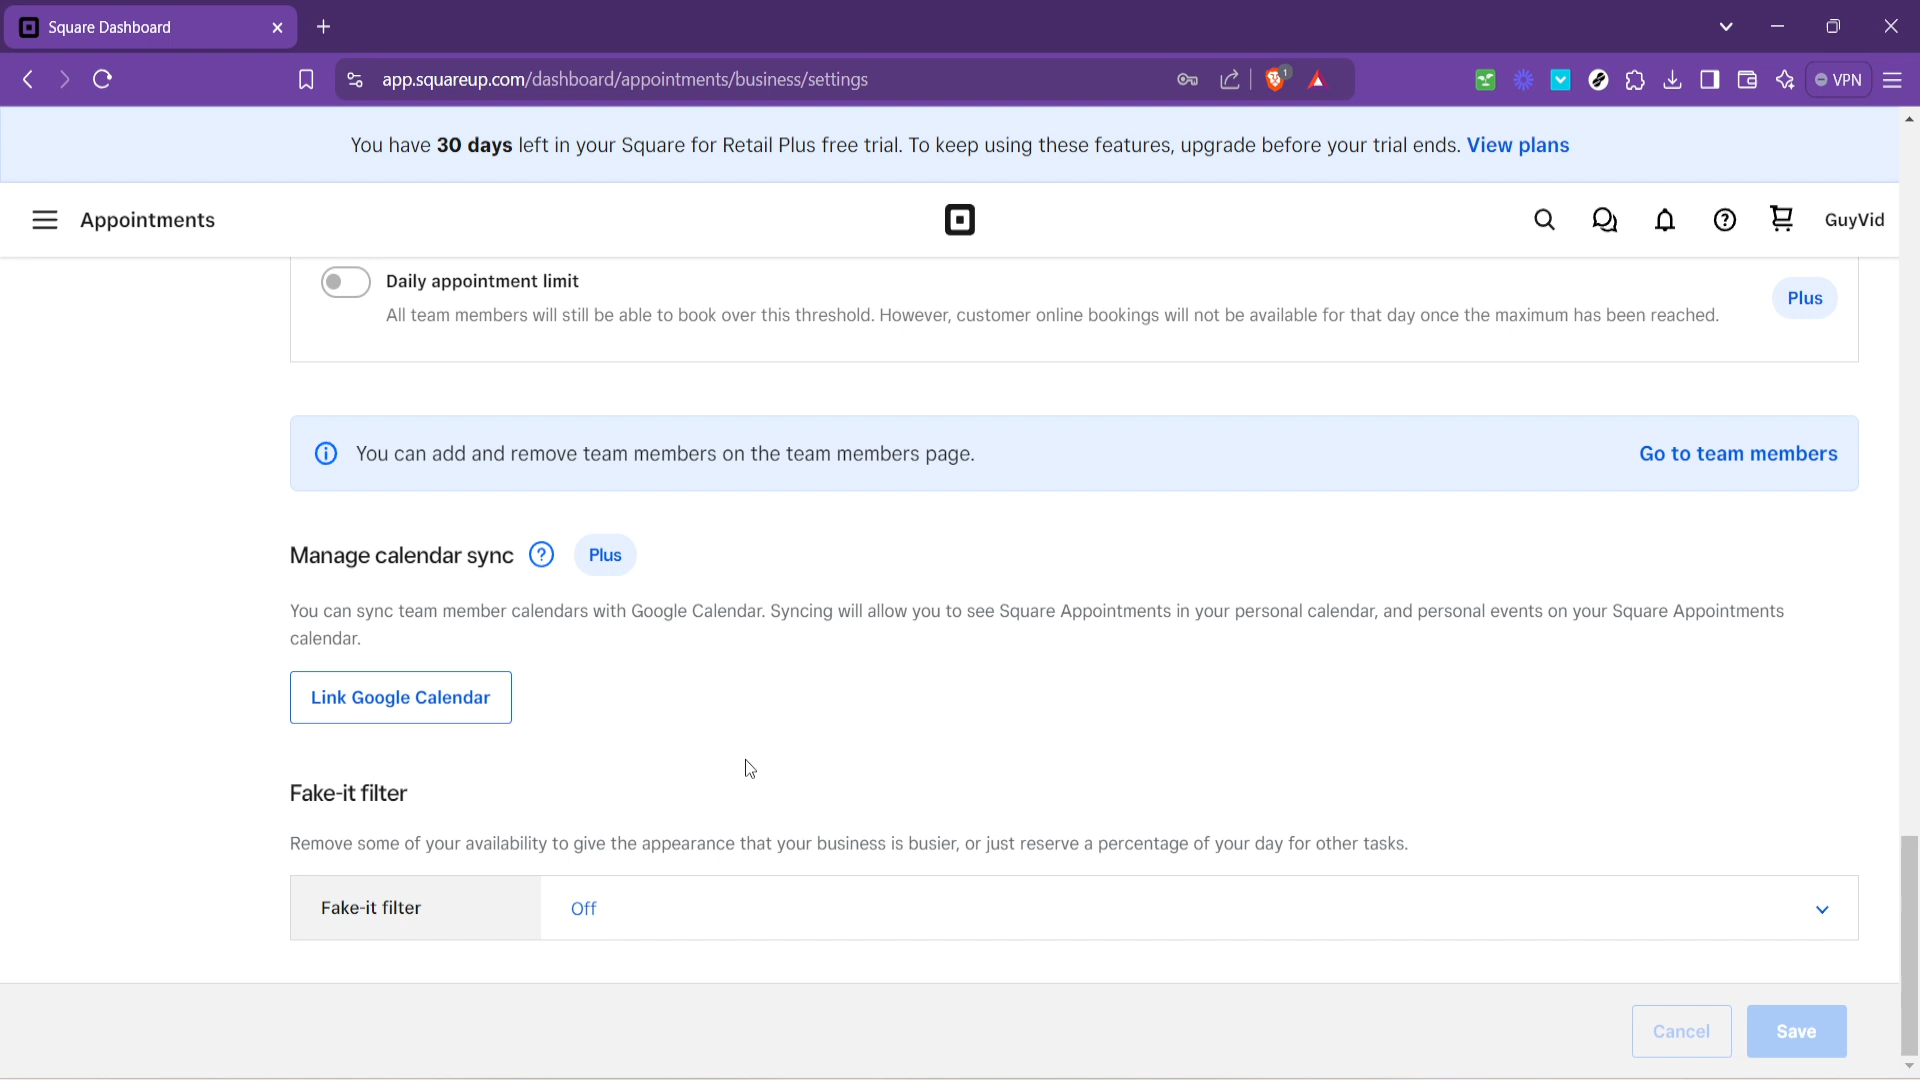 Square Dashboard
app.squareup.com/dashboard/appointments/business/settings
1
VPN
You have 30 days left in your Square for Retail Plus free trial. To keep using these features, upgrade before your trial ends. View plans
Appointments
GuyVid
Daily appointment limit
All team members will still be able to book over this threshold. However, customer online bookings will not be available for that day once the maximum has been reached.
Plus
You can add and remove team members on the team members page.
Go to team members
Manage calendar sync
Plus
You can sync team member calendars with Google Calendar. Syncing will allow you to see Square Appointments in your personal calendar, and personal events on your Square Appointments
calendar.
Link Google Calendar
Fake-it filter
Remove some of your availability to give the appearance that your business is busier, or just reserve a percentage of your day for other tasks.
Fake-it filter
Off
Cancel
Save